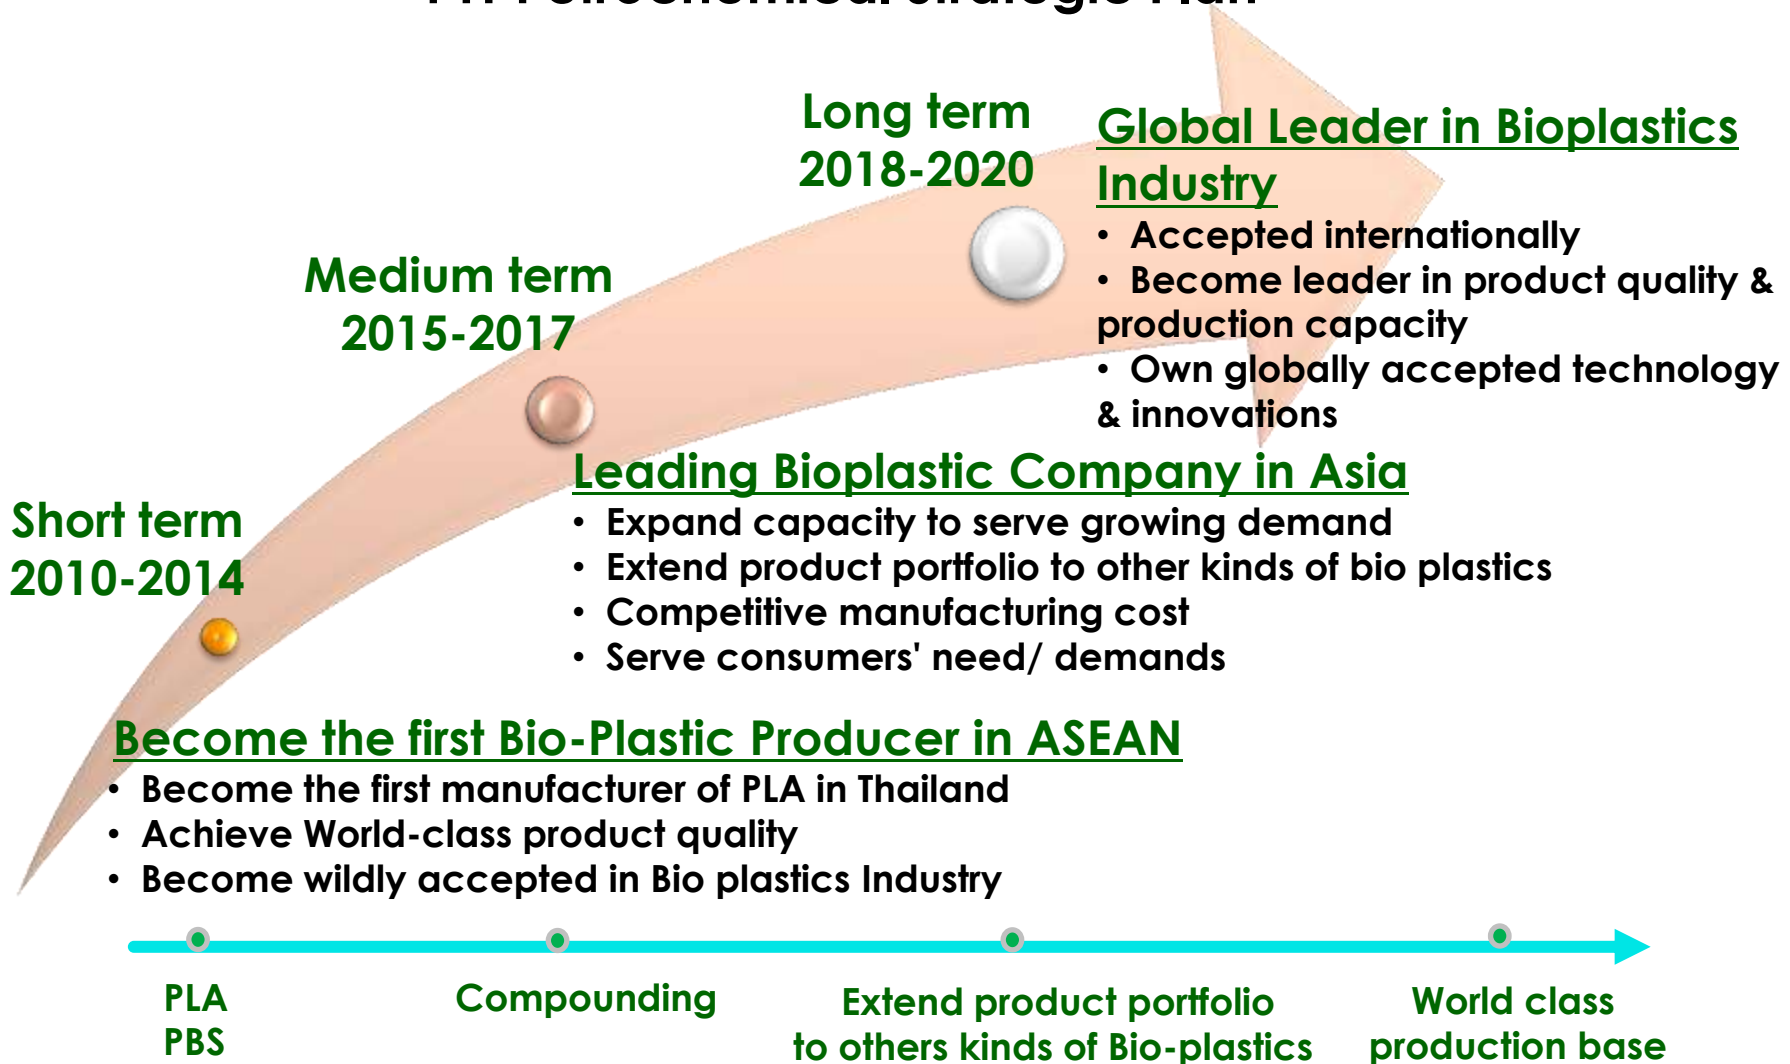 Strategic Plan
Long term
2018-2020
Global Leader in Bioplastics
Industry
• Accepted internationally
• Become leader in product quality &
production capacity
• Own globally accepted technology
& innovations
Medium term
2015-2017
Leading Bioplastic Company in Asia
• Expand capacity to serve growing demand
• Extend product portfolio to other kinds of bio plastics
• Competitive manufacturing cost
• Serve consumers' need/ demands
Short term
2010-2014
Become the first Bio-Plastic Producer in ASEAN
• Become the first manufacturer of PLA in Thailand
• Achieve World-class product quality
• Become wildly accepted in Bio plastics Industry
PLA
PBS
Compounding
Extend product portfolio
to others kinds of Bio-plastics
World class
production base